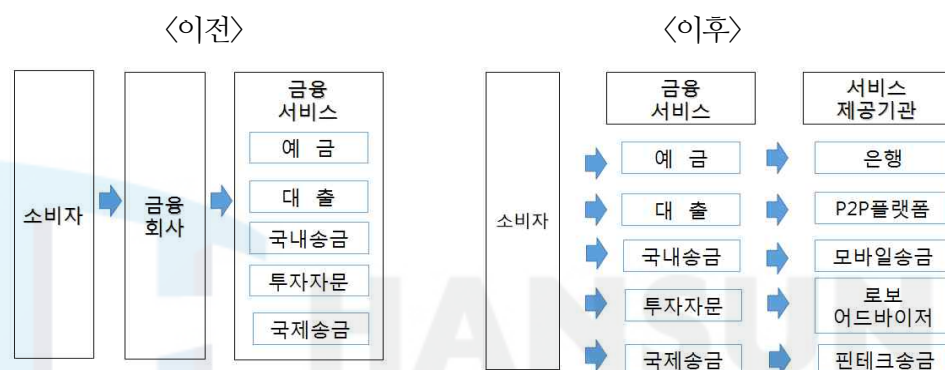 〈이전〉
소비자
금융
회사
금융
서비스
예 금
대 출
국내송금
투자자문
국제송금
〈이후〉
소비자
금융
서비스
서비스
제공기관
예 금
은행
대 출
P2P플랫폼
국내송금
모바일송금
투자자문
로보
어드바이저
국제송금
핀테크송금
HANSUN